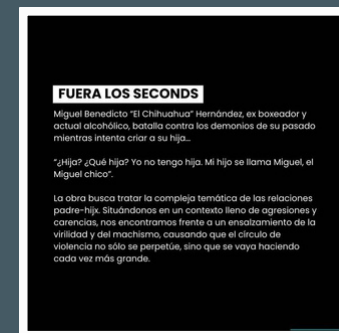 FUERA LOS SECONDS
Miguel Benedicto "El Chihuahua" Hernández, ex boxeador y
actual alcohólico, batalla contra los demonios de su pasado
mientras intenta criar a su hija...
"¿Hija? ¿Qué hija? Yo no tengo hija. Mi hijo se llama Miguel, el
Miguel chico".
La obra busca tratar la compleja temática de las relaciones
padre-hijx. Situándonos en un contexto lleno de agresiones y
carencias, nos encontramos frente a un ensalzamiento de la
virilidad y del machismo, causando que el círculo de
violencia no sólo se perpetúe, sino que se vaya haciendo
cada vez más grande.